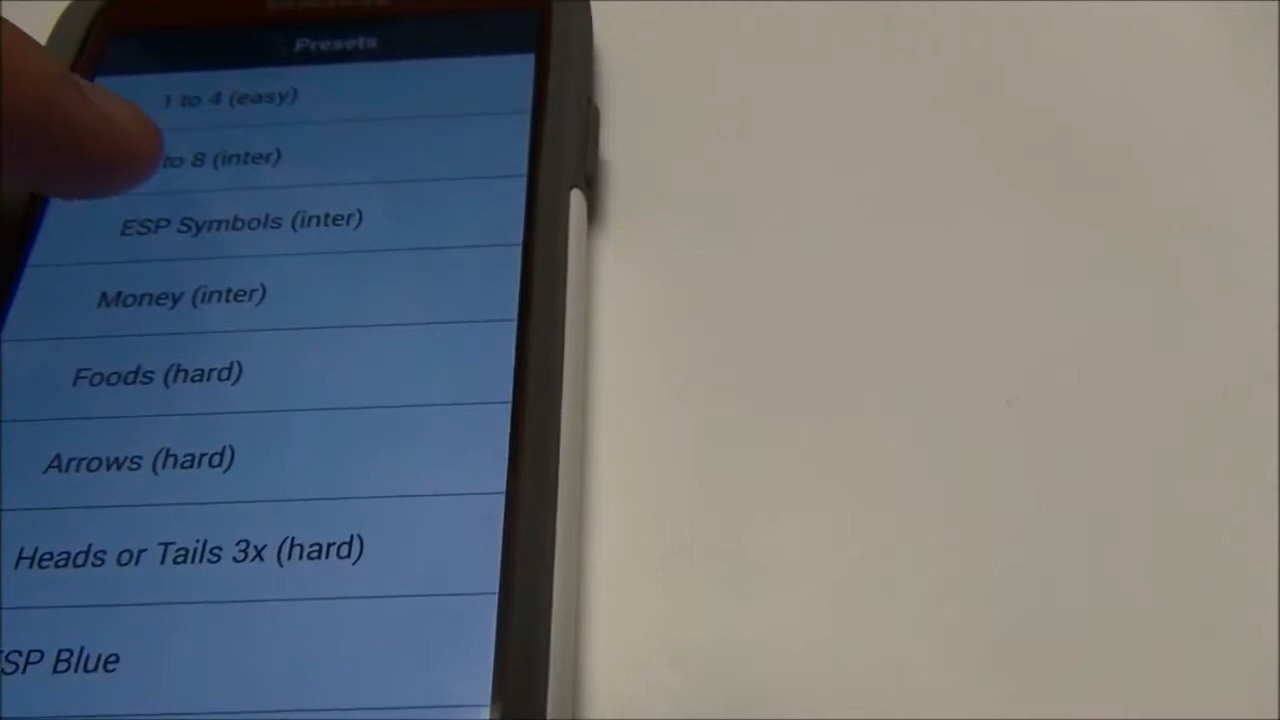 Presets
1 to 4 (easy)
to 8 (inter)
ESP Symbols (inter)
Money (inter)
Foods (hard)
Arrows (hard)
Heads or Tails 3x (hard)
SP Blue